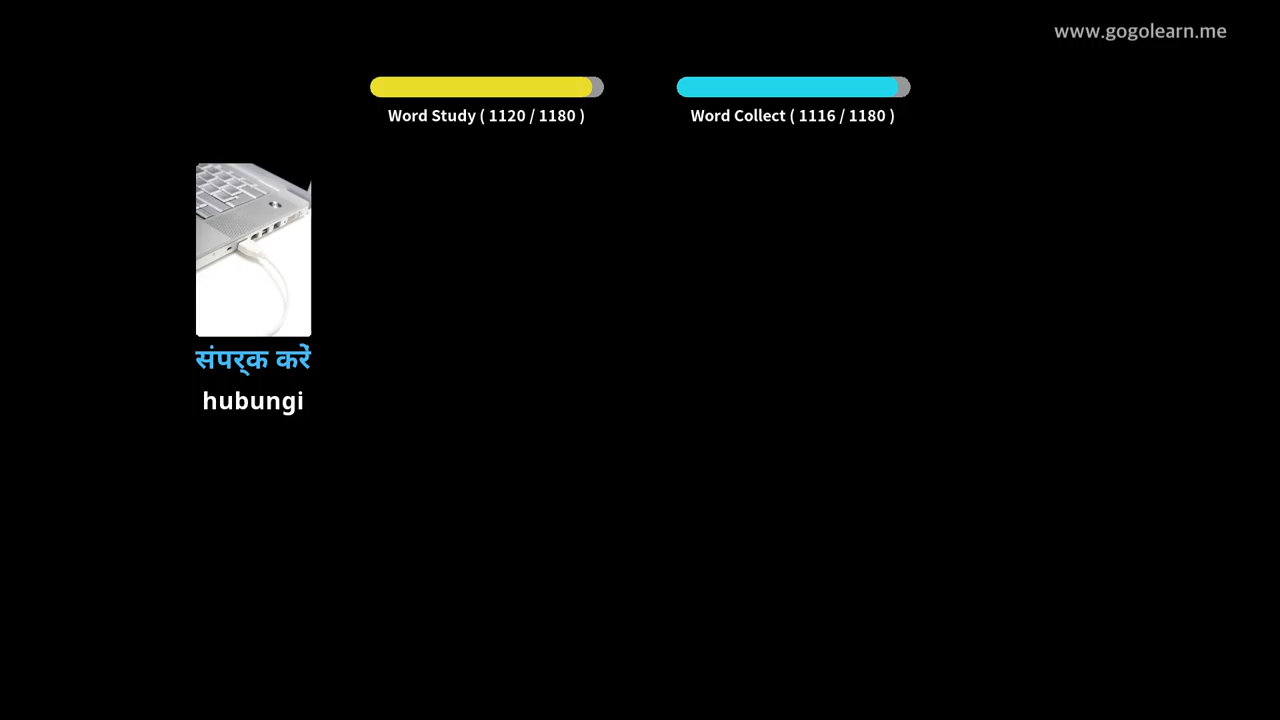 www.gogolearn.me
Word Study ( 1120 / 1180 )
Word Collect ( 1116 / 1180 )
संपर्क करें
hubungi